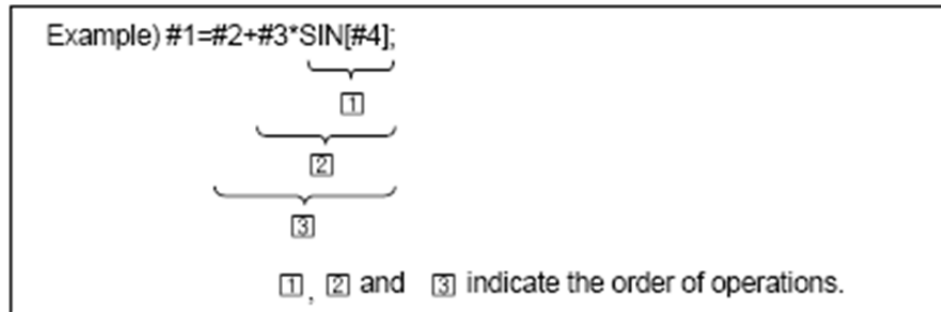 Example) #1=#2+#3*SIN[#4];
1
2
3
1, 2 and 3 indicate the order of operations.